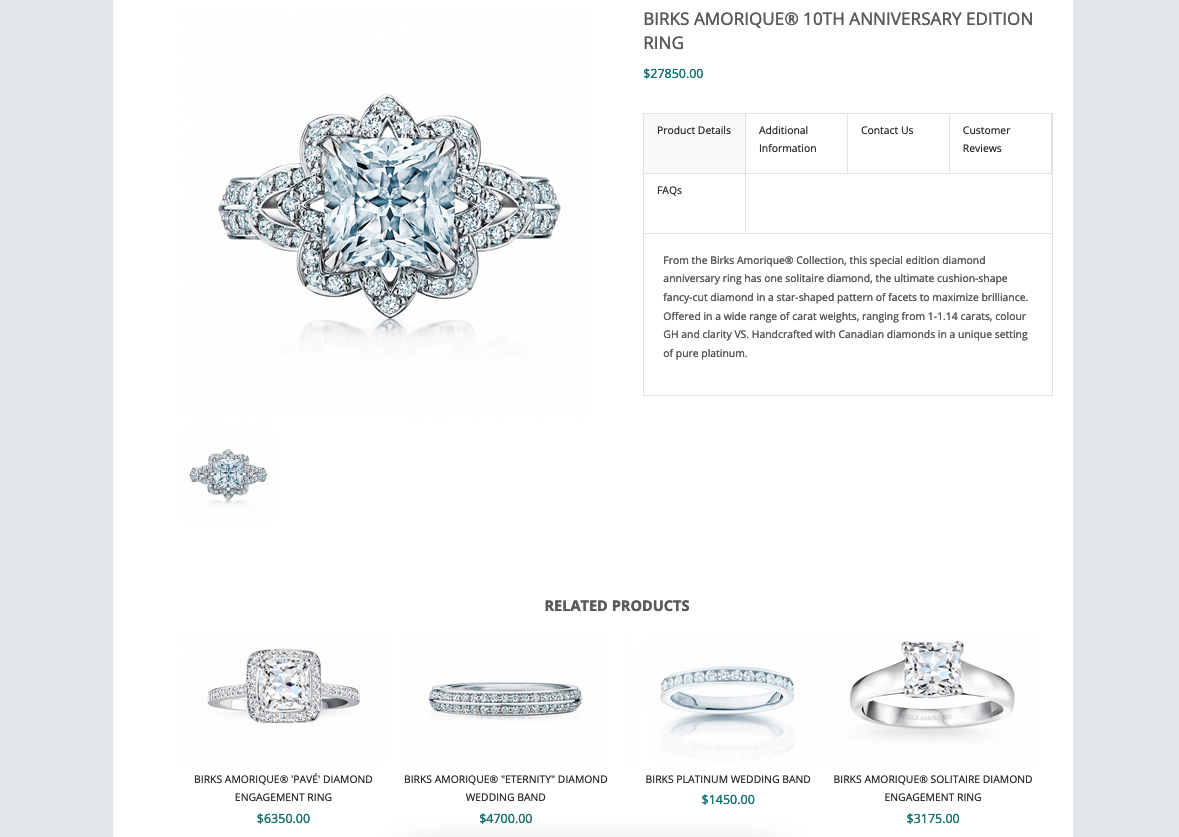 BIRKS AMORIQUE® 10TH ANNIVERSARY EDITION
RING
$27850.00
Product Details
Additional
Information
Contact Us
Customer
Reviews
FAQs
From the Birks Amorique® Collection, this special edition diamond
anniversary ring has one solitaire diamond, the ultimate cushion-shape
fancy-cut diamond in a star-shaped pattern of facets to maximize brilliance.
Offered in a wide range of carat weights, ranging from 1-1.14 carats, colour
GH and clarity VS. Handcrafted with Canadian diamonds in a unique setting
of pure platinum.
RELATED PRODUCTS
BIRKS AMORIQUE® 'PAVÉ' DIAMOND
ENGAGEMENT RING
$6350.00
BIRKS AMORIQUE® "ETERNITY" DIAMOND
WEDDING BAND
$4700.00
BIRKS PLATINUM WEDDING BAND
$1450.00
BIRKS AMORIQUE® SOLITAIRE DIAMOND
ENGAGEMENT RING
$3175.00